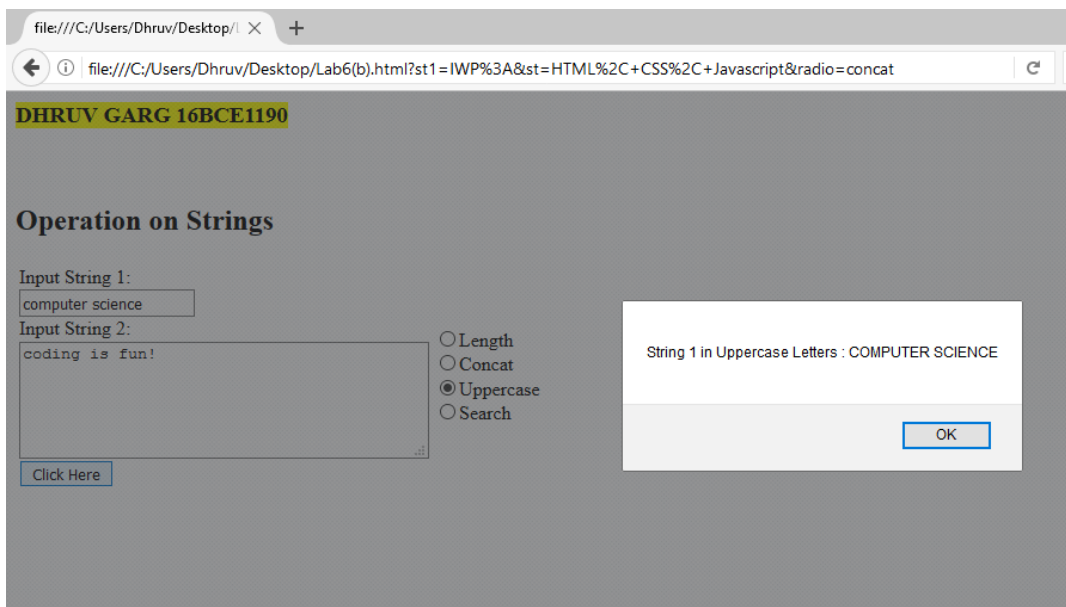 file:///C:/Users/Dhruv/Desktop/l
file:///C:/Users/Dhruv/Desktop/Lab6(b).html?st1=IWP%3A&st=HTML%2C+CSS%2C+Javascript&radio=concat
DHRUV GARG 16BCE1190
Operation on Strings
Input String 1:
computer science
Input String 2:
coding is fun!
Length
Concat
Uppercase
Search
Click Here
String 1 in Uppercase Letters : COMPUTER SCIENCE
OK